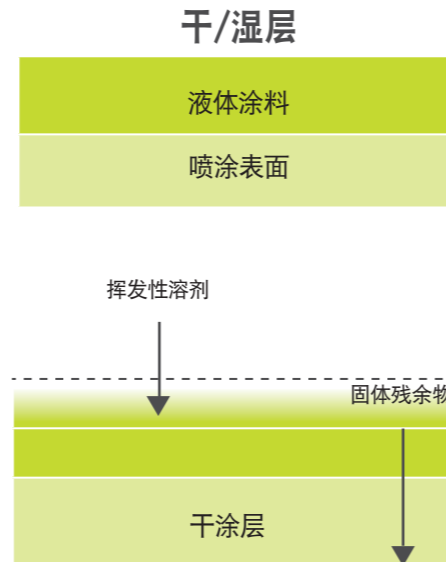 干/湿层
液体涂料
喷涂表面
挥发性溶剂
固体残余物
干涂层